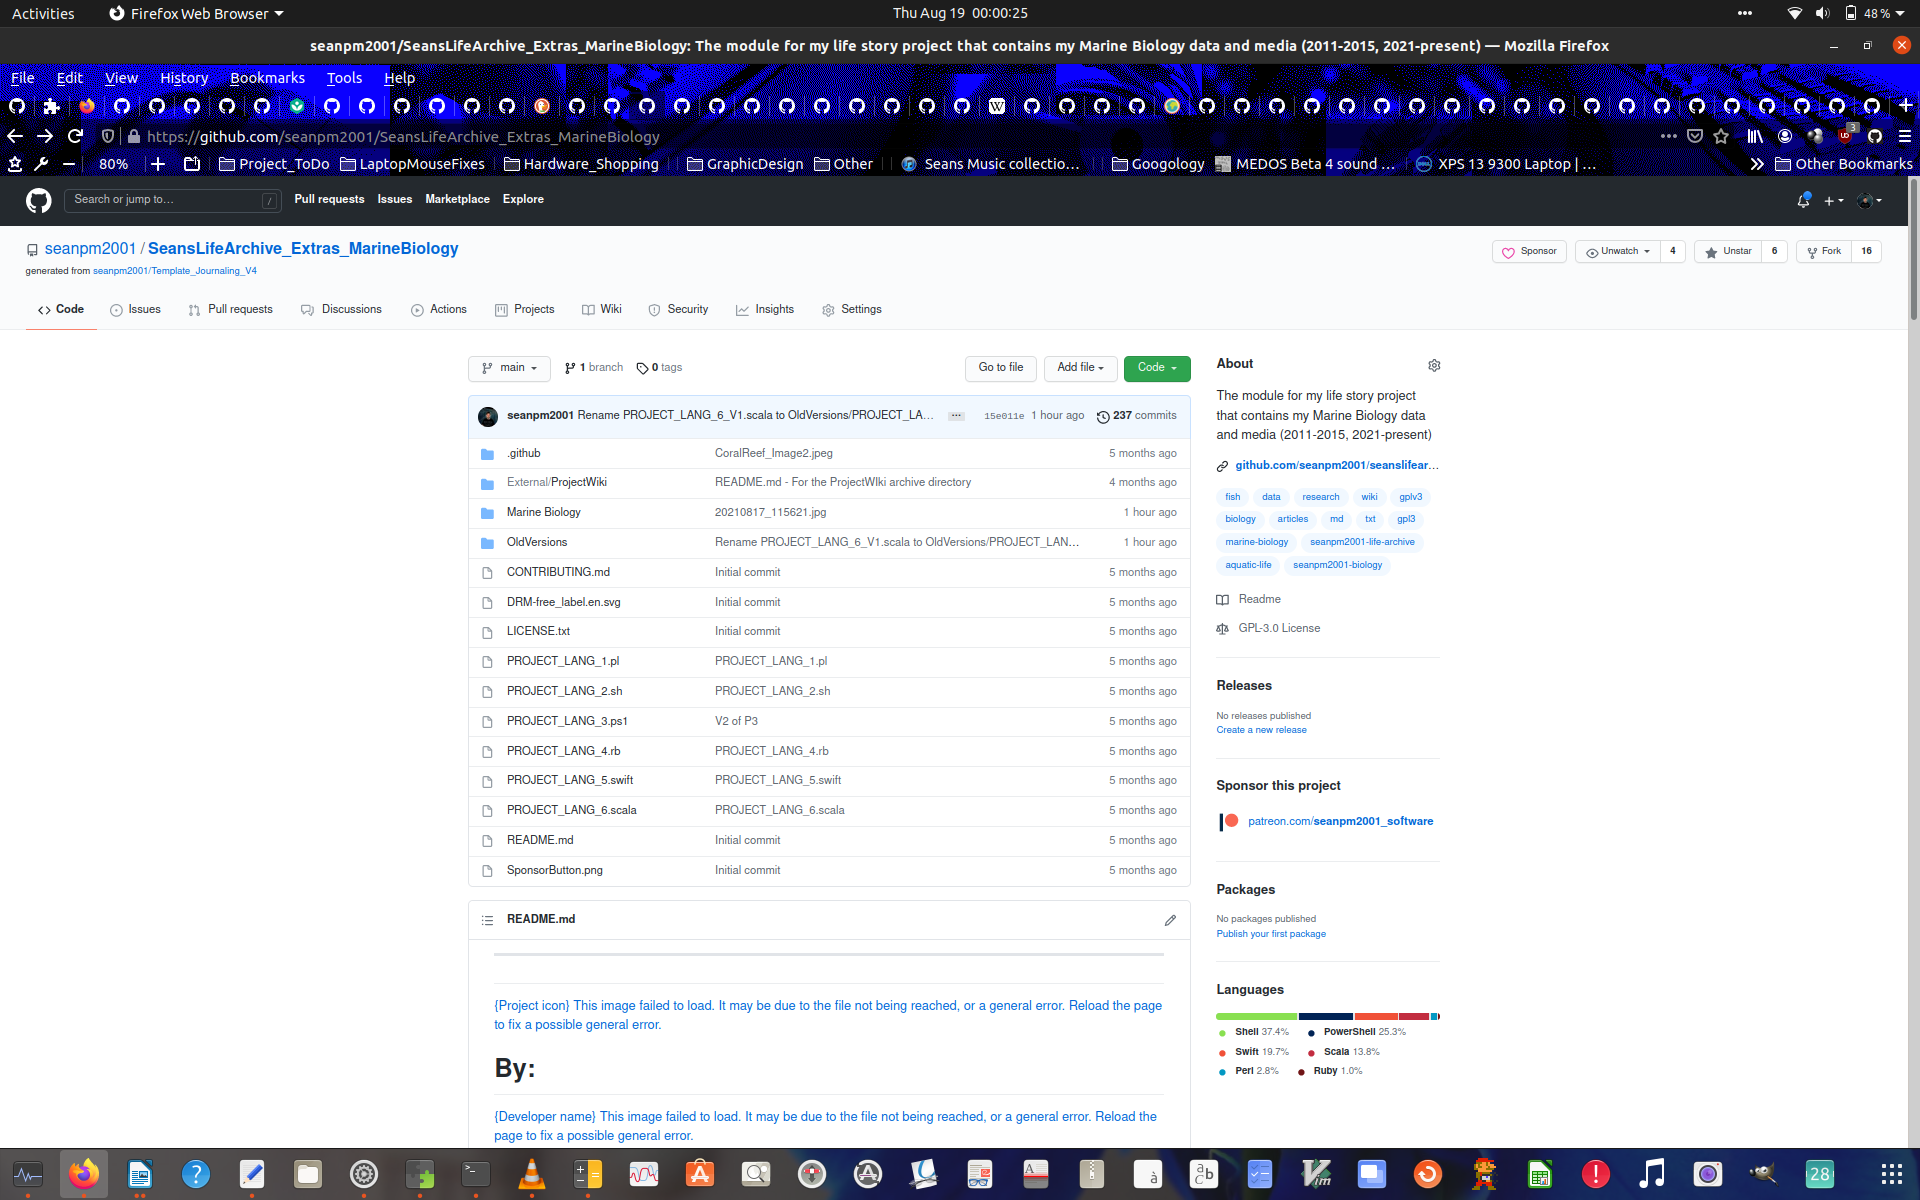 Activities Firefox Web Browser Thu Aug 19 00:00:25 48 %
seanpm2001/SeansLifeArchive_Extras_MarineBiology: The module for my life story project that contains my Marine Biology data and media (2011-2015, 2021-present) — Mozilla Firefox
File Edit View History Bookmarks Tools Help
https://github.com/seanpm2001/SeansLifeArchive_Extras_MarineBiology 3
80% Project_ToDo LaptopMouseFixes Hardware_Shopping GraphicDesign Other Seans Music collectio… Googology MEDOS Beta 4 sound … XPS 13 9300 Laptop | … Other Bookmarks
Search or jump to… / Pull requests Issues Marketplace Explore
seanpm2001 / SeansLifeArchive_Extras_MarineBiology Sponsor Unwatch 4 Unstar 6 Fork 16
generated from seanpm2001/Template_Journaling_V4
Code Issues Pull requests Discussions Actions Projects Wiki Security Insights Settings
main 1 branch 0 tags Go to file Add file Code
seanpm2001 Rename PROJECT_LANG_6_V1.scala to OldVersions/PROJECT_LA… ... 15e011e 1 hour ago 237 commits
.github CoralReef_Image2.jpeg 5 months ago
External/ProjectWiki README.md - For the ProjectWIki archive directory 4 months ago
Marine Biology 20210817_115621.jpg 1 hour ago
OldVersions Rename PROJECT_LANG_6_V1.scala to OldVersions/PROJECT_LAN… 1 hour ago
CONTRIBUTING.md Initial commit 5 months ago
DRM-free_label.en.svg Initial commit 5 months ago
LICENSE.txt Initial commit 5 months ago
PROJECT_LANG_1.pl PROJECT_LANG_1.pl 5 months ago
PROJECT_LANG_2.sh PROJECT_LANG_2.sh 5 months ago
PROJECT_LANG_3.ps1 V2 of P3 5 months ago
PROJECT_LANG_4.rb PROJECT_LANG_4.rb 5 months ago
PROJECT_LANG_5.swift PROJECT_LANG_5.swift 5 months ago
PROJECT_LANG_6.scala PROJECT_LANG_6.scala 5 months ago
README.md Initial commit 5 months ago
SponsorButton.png Initial commit 5 months ago
README.md
{Project icon} This image failed to load. It may be due to the file not being reached, or a general error. Reload the page
to fix a possible general error.
By:
{Developer name} This image failed to load. It may be due to the file not being reached, or a general error. Reload the
page to fix a possible general error.
About
The module for my life story project
that contains my Marine Biology data
and media (2011-2015, 2021-present)
github.com/seanpm2001/seanslifear…
fish data research wiki gplv3
biology articles md txt gpl3
marine-biology seanpm2001-life-archive
aquatic-life seanpm2001-biology
Readme
GPL-3.0 License
Releases
No releases published
Create a new release
Sponsor this project
patreon.com/seanpm2001_software
Packages
No packages published
Publish your first package
Languages
Shell 37.4% PowerShell 25.3%
Swift 19.7% Scala 13.8%
Perl 2.8% Ruby 1.0%
28